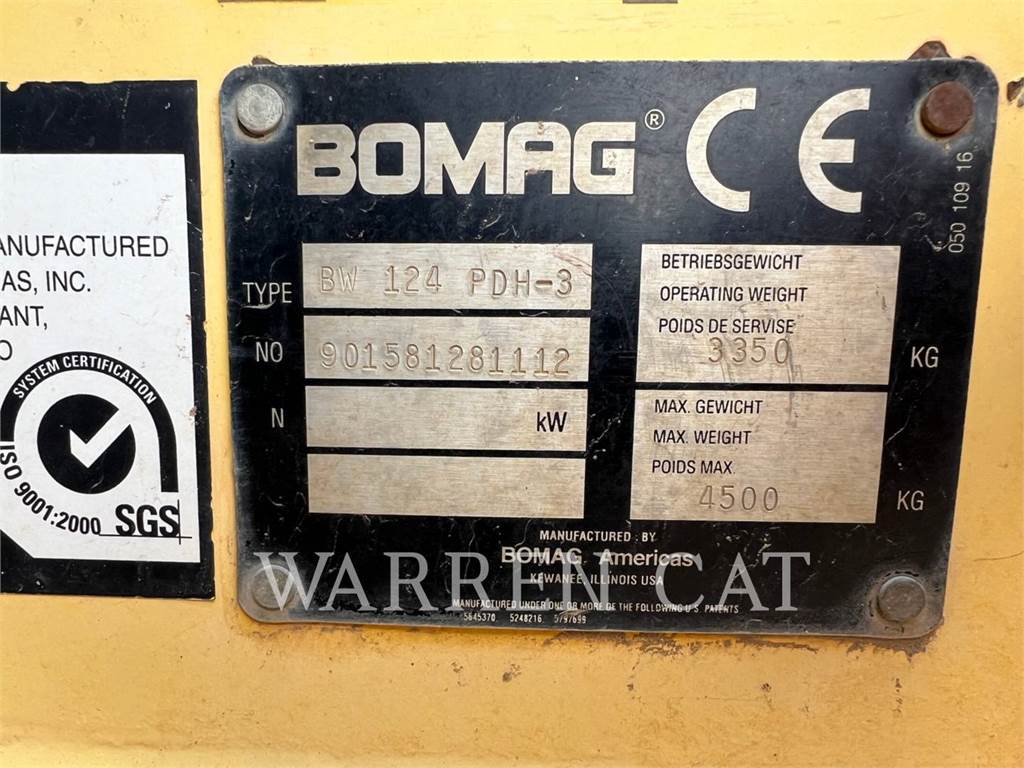 BOMAG® CE
050 109 16
TYPE BW 124 PDH-3
NO 901581281112
N kW
BETRIEBSGEWICHT
OPERATING WEIGHT
POIDS DE SERVISE
3350 KG
MAX. GEWICHT
MAX. WEIGHT
POIDS MAX.
4500 KG
MANUFACTURED BY
BOMAG Americas
KEWANEE, ILLINOIS USA
MANUFACTURED UNDER ONE OR MORE OF THE FOLLOWING U.S. PATENTS
5645370 5248216 5797699
ANUFACTURED
AS, INC.
ANT,
O
SYSTEM CERTIFICATION
ISO 9001:2000 SGS
WARREN CAT